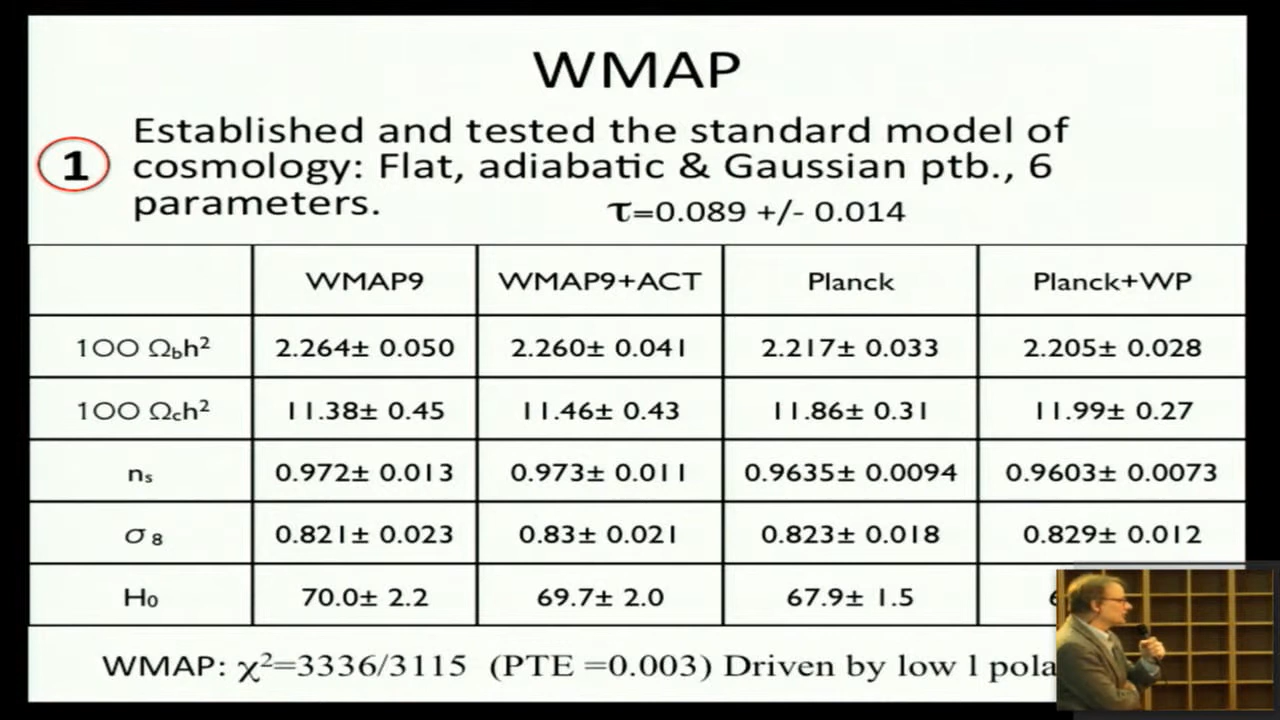 WMAP
1
Established and tested the standard model of
cosmology: Flat, adiabatic & Gaussian ptb., 6
parameters.
τ=0.089 +/- 0.014
WMAP9 WMAP9+ACT Planck Planck+WP
100 Ωbh² 2.264± 0.050 2.260± 0.041 2.217± 0.033 2.205± 0.028
100 Ωch² 11.38± 0.45 11.46± 0.43 11.86± 0.31 11.99± 0.27
ns 0.972± 0.013 0.973± 0.011 0.9635± 0.0094 0.9603± 0.0073
σ8 0.821± 0.023 0.83± 0.021 0.823± 0.018 0.829± 0.012
H0 70.0± 2.2 69.7± 2.0 67.9± 1.5
WMAP: χ²=3336/3115 (PTE =0.003) Driven by low l